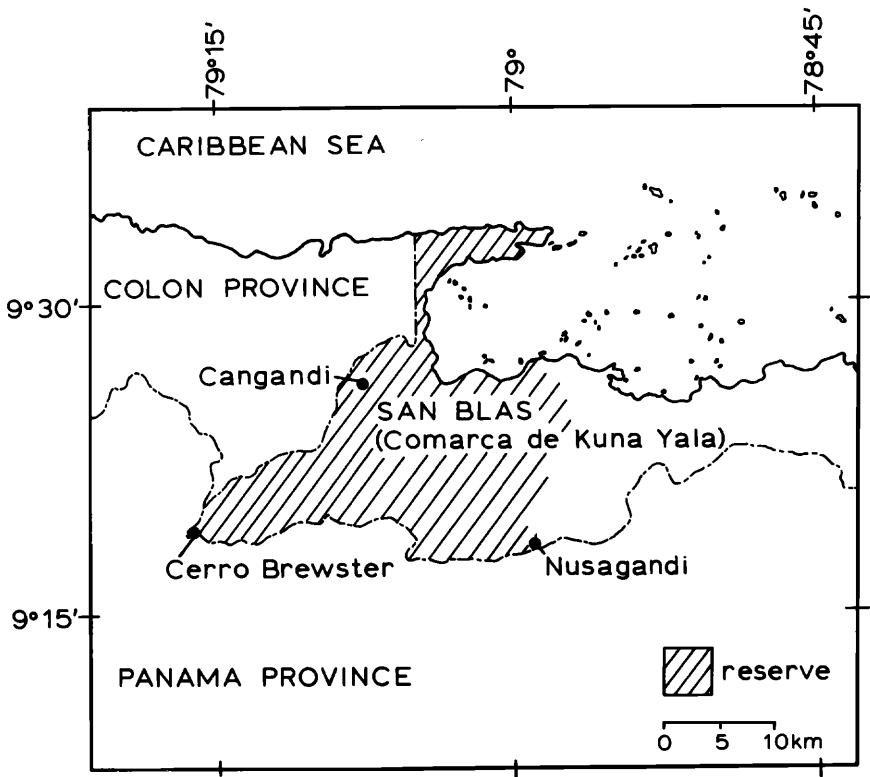 79°15'
79°
78°45'
CARIBBEAN SEA
COLON PROVINCE
9°30'
Cangandi
SAN BLAS
(Comarca de Kuna Yala)
Cerro Brewster
Nusagandi
9°15'
PANAMA PROVINCE
reserve
0 5 10km